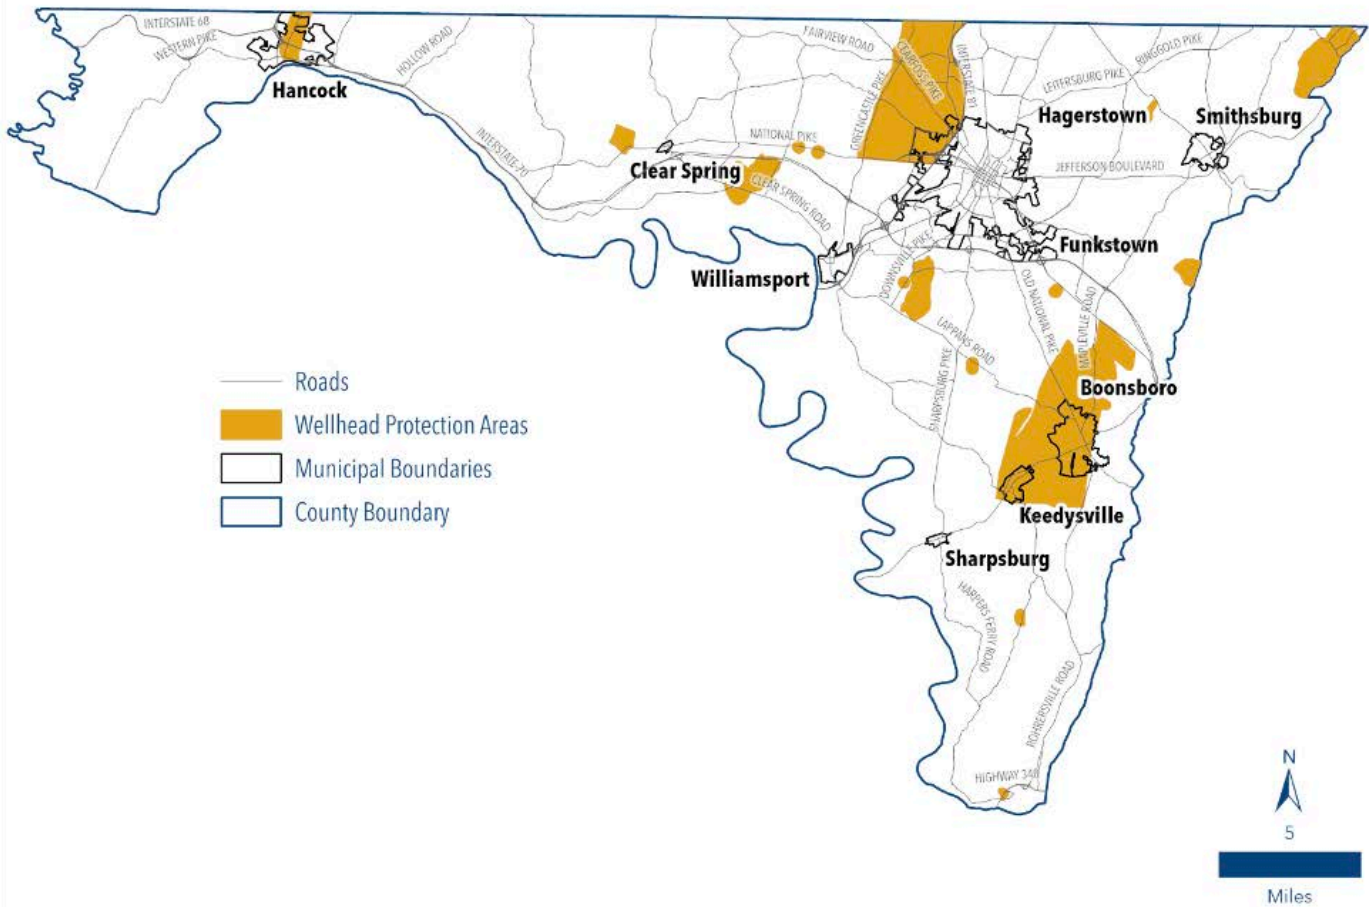 INTERSTATE 68
WESTERN PIKE
Hancock
HOLLOW ROAD
INTERSTATE 70
FAIRVIEW ROAD
CEARFOSS PIKE
INTERSTATE 81
GREENCASTLE PIKE
NATIONAL PIKE
RINGGOLD PIKE
LEITERSBURG PIKE
Hagerstown
Smithsburg
JEFFERSON BOULEVARD
Clear Spring
CLEAR SPRING ROAD
Williamsport
Funkstown
DOWNSVILLE PIKE
OLD NATIONAL PIKE
MAPLEVILLE ROAD
LAPPANS ROAD
SHARPSBURG PIKE
Boonsboro
Keedysville
Sharpsburg
HARPERS FERRY ROAD
ROHRERSVILLE ROAD
HIGHWAY 340
Roads
Wellhead Protection Areas
Municipal Boundaries
County Boundary
N
5
Miles